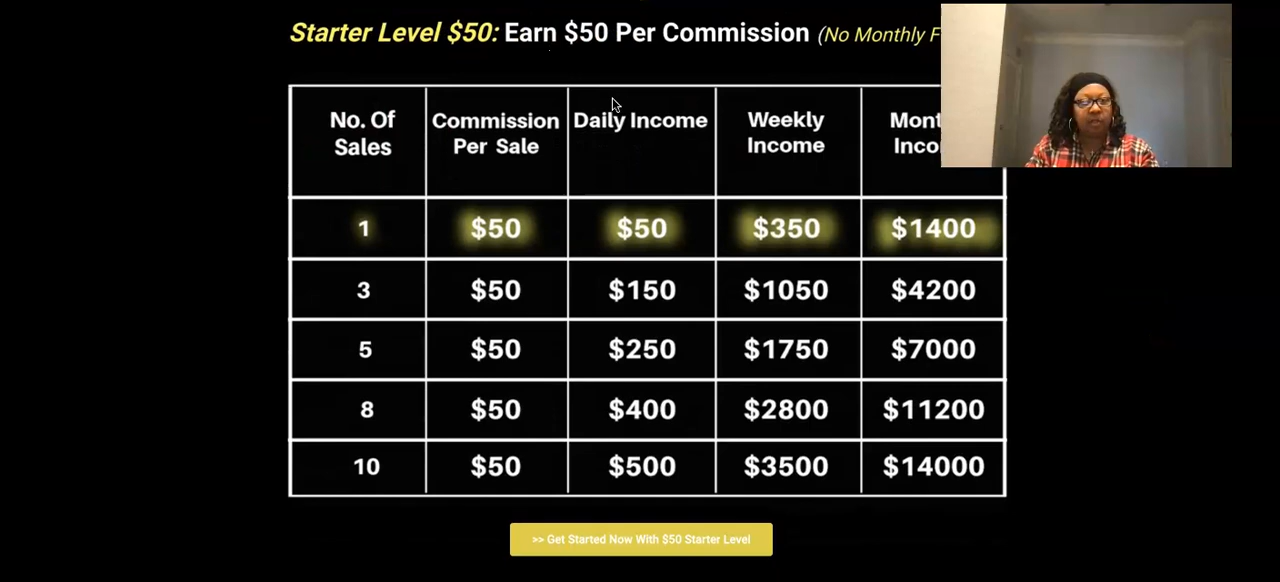 Starter Level $50: Earn $50 Per Commission (No Monthly
No. Of Sales
Commission Per Sale
Daily Income
Weekly Income
1 $50 $50 $350 $1400
3 $50 $150 $1050 $4200
5 $50 $250 $1750 $7000
8 $50 $400 $2800 $11200
10 $50 $500 $3500 $14000
>> Get Started Now With $50 Starter Level